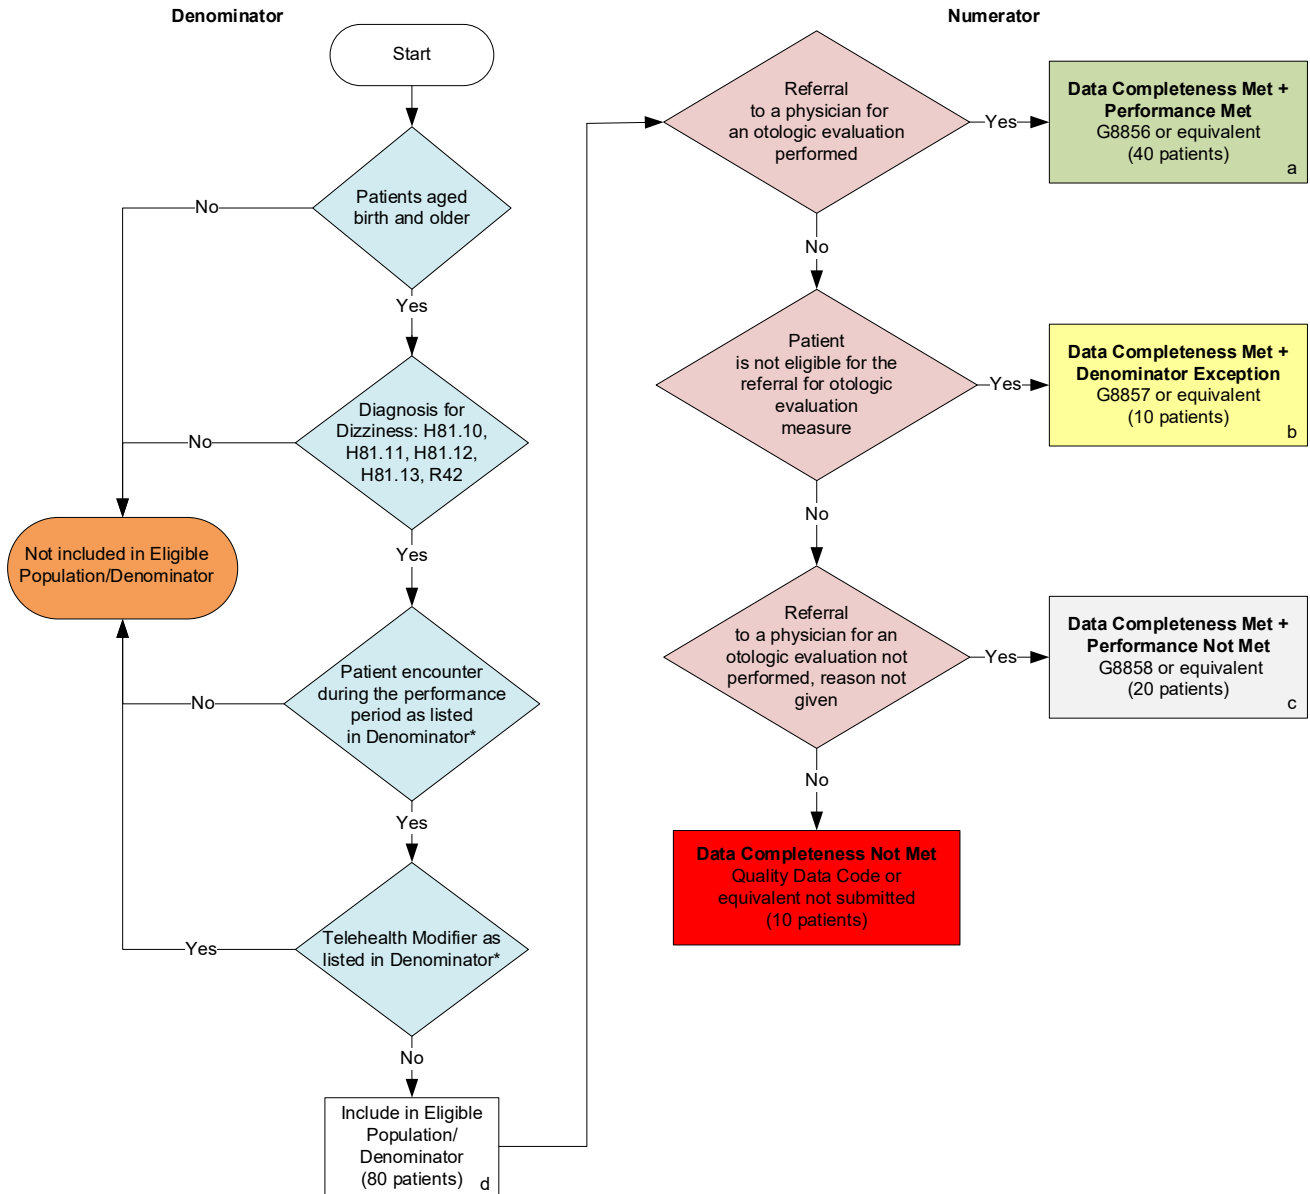 Denominator
Start
Patients aged
birth and older
No
Yes
Diagnosis for
Dizziness: H81.10,
H81.11, H81.12,
H81.13, R42
No
Not included in Eligible
Population/Denominator
Yes
Patient encounter
during the performance
period as listed
in Denominator*
No
Yes
Telehealth Modifier as
listed in Denominator*
Yes
No
Include in Eligible
Population/
Denominator
(80 patients)
d
Numerator
Referral
to a physician for
an otologic evaluation
performed
Yes
Data Completeness Met +
Performance Met
G8856 or equivalent
(40 patients)
a
No
Patient
is not eligible for the
referral for otologic
evaluation
measure
Yes
Data Completeness Met +
Denominator Exception
G8857 or equivalent
(10 patients)
b
No
Referral
to a physician for an
otologic evaluation not
performed, reason not
given
Yes
Data Completeness Met +
Performance Not Met
G8858 or equivalent
(20 patients)
c
No
Data Completeness Not Met
Quality Data Code or
equivalent not submitted
(10 patients)